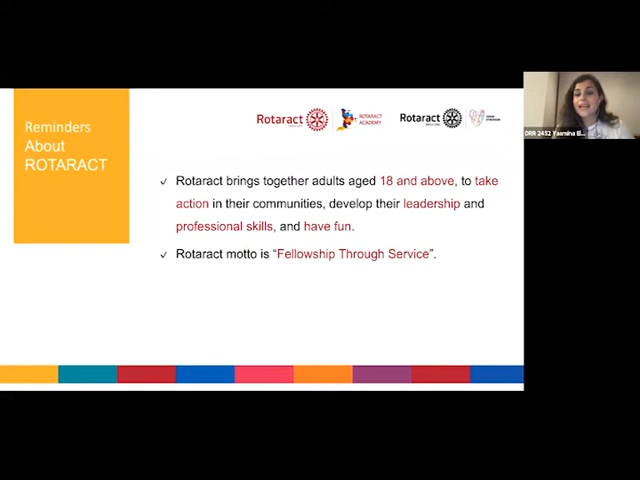 Reminders
About
ROTARACT
Rotaract
ROTARACT
ACADEMY
Rotaract
Rotaract brings together adults aged 18 and above, to take
action in their communities, develop their leadership and
professional skills, and have fun.
Rotaract motto is “Fellowship Through Service”.
DRR 2452 Yasmina El...